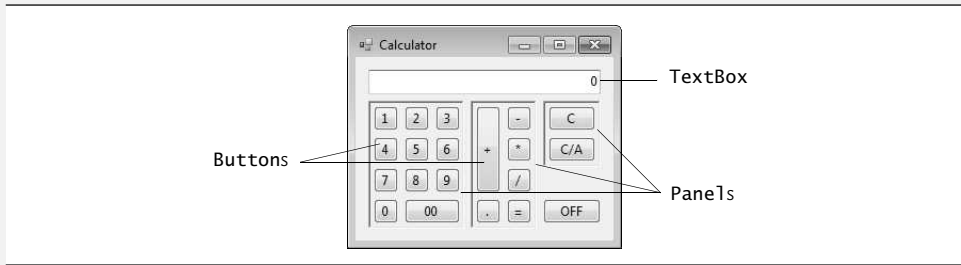 Calculator
0
TextBox
1 2 3 - C
4 5 6 + * C/A
Buttons
7 8 9 /
Panels
0 00 . = OFF